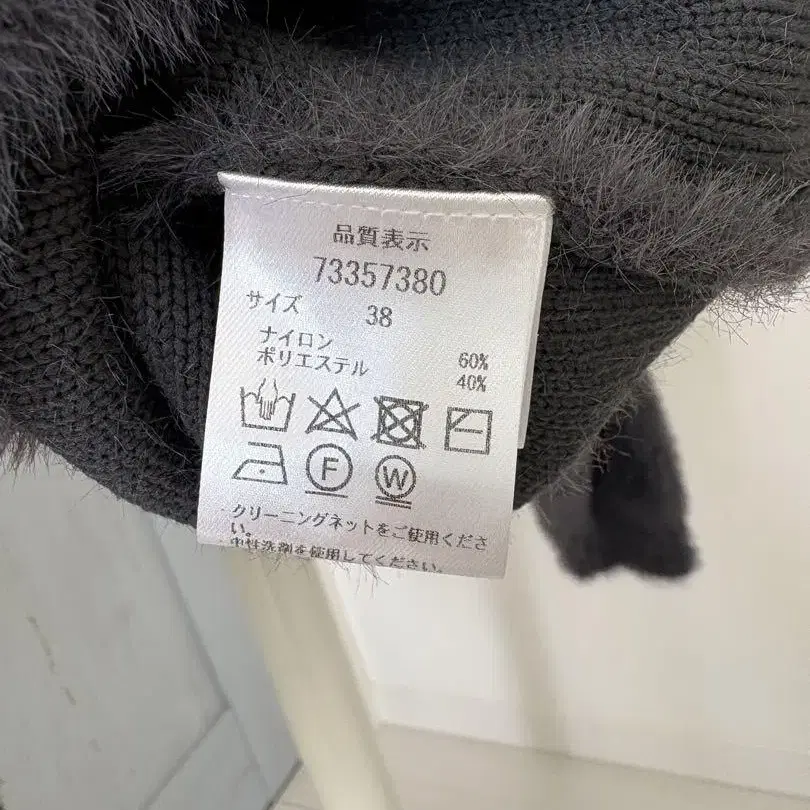 品質表示
73357380
サイズ 38
ナイロン 60%
ポリエステル 40%
F W
クリーニングネットをご使用くださ
い。
中性洗剤を使用してください。